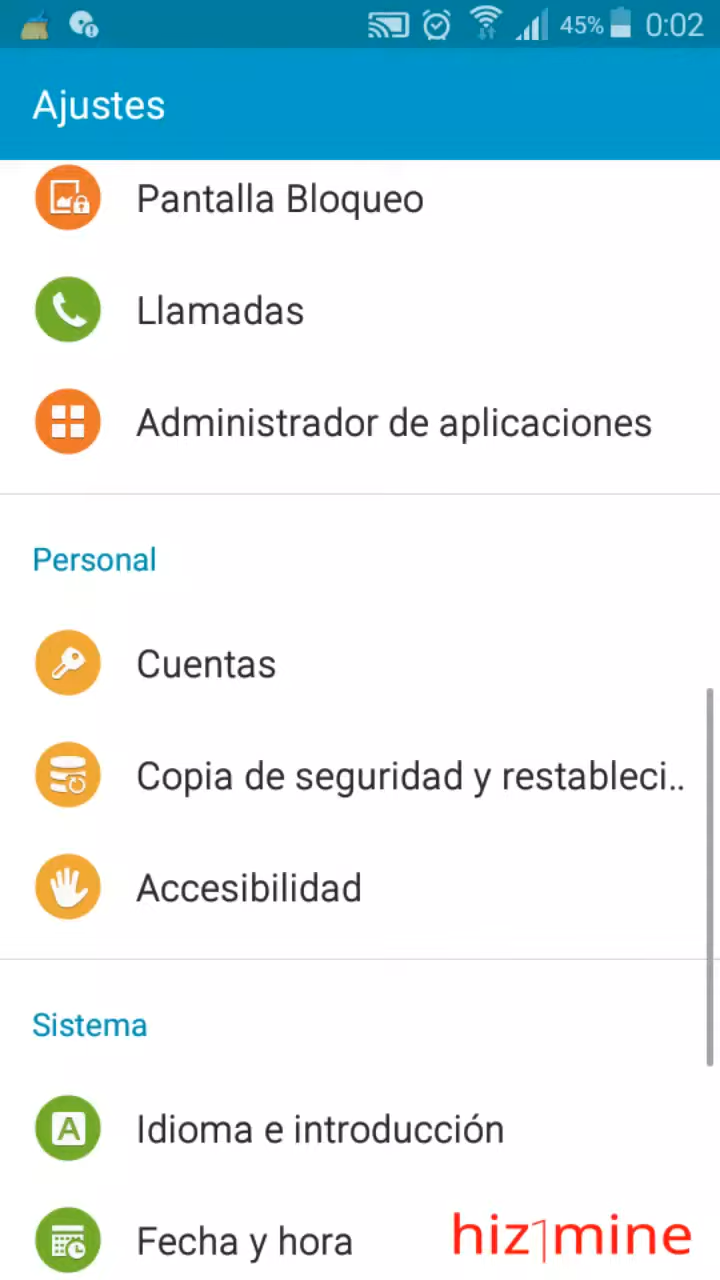 45% 0:02
Ajustes
Pantalla Bloqueo
Llamadas
Administrador de aplicaciones
Personal
Cuentas
Copia de seguridad y restableci..
Accesibilidad
Sistema
A Idioma e introducción
Fecha y hora
hiz1mine